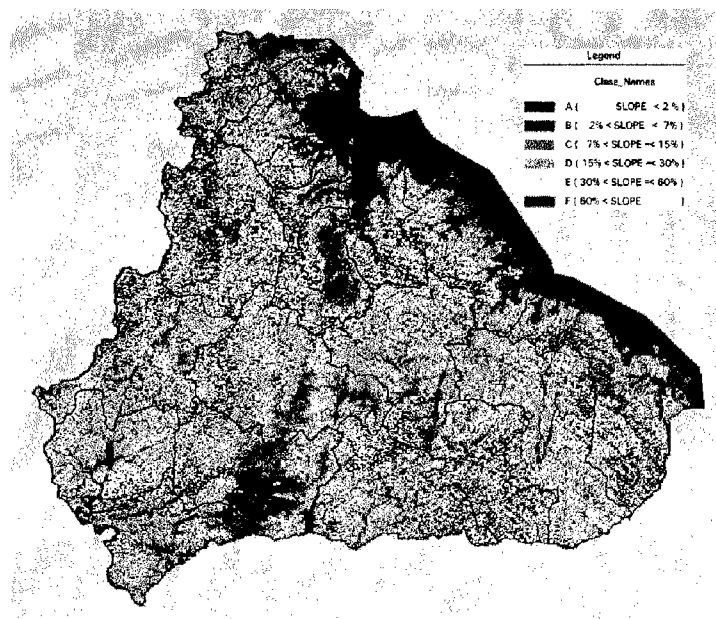 Legend
Class_Names
A ( SLOPE < 2 % )
B ( 2% < SLOPE < 7% )
C ( 7% < SLOPE =< 15% )
D ( 15% < SLOPE =< 30% )
E ( 30% < SLOPE =< 60% )
F ( 60% < SLOPE )